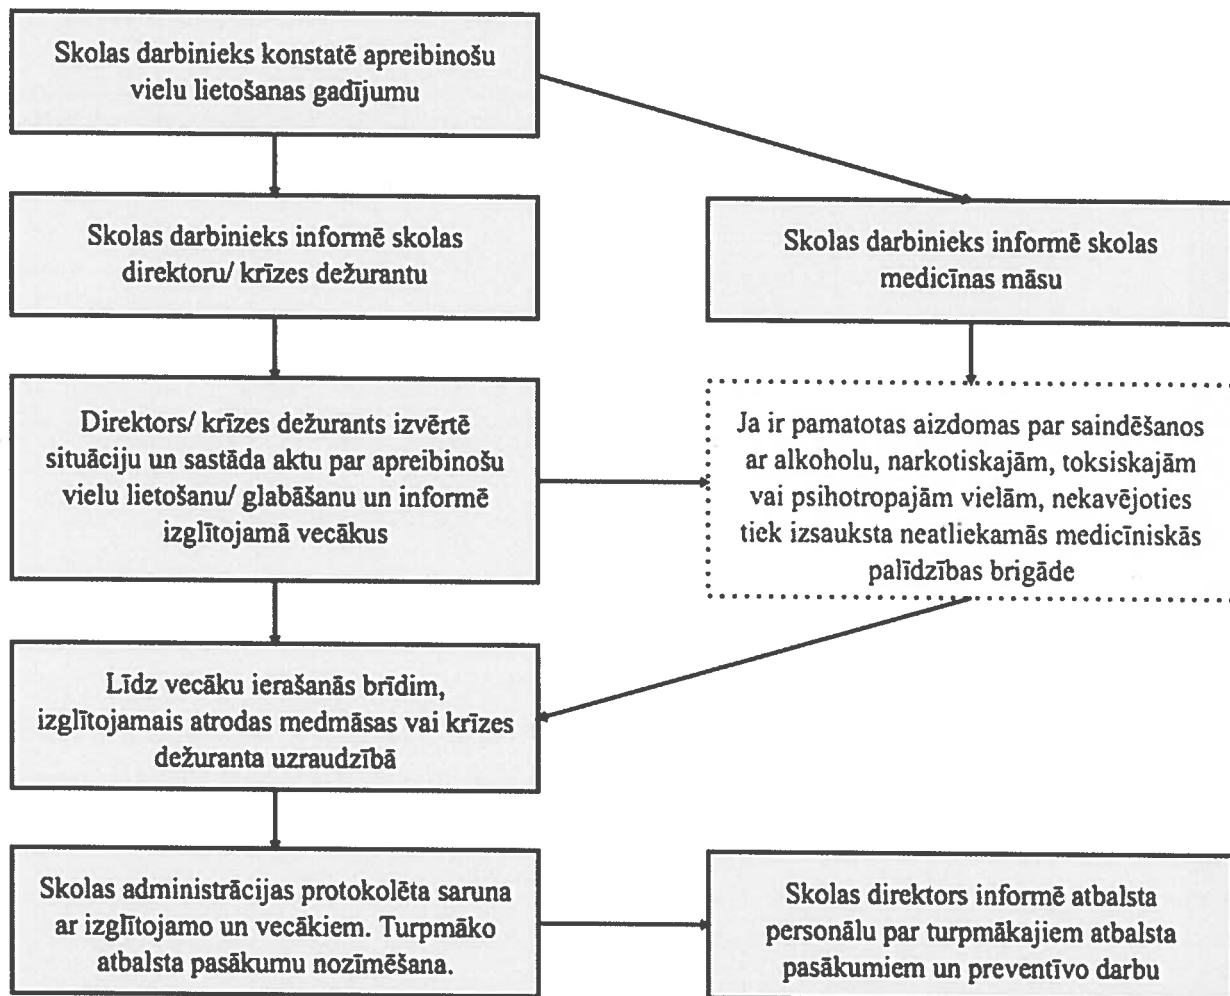 Skolas darbinieks konstatē apreibinošu
vielu lietošanas gadījumu
Skolas darbinieks informē skolas
direktoru/ krīzes dežurantu
Skolas darbinieks informē skolas
medicīnas māsu
Direktors/ krīzes dežurants izvērtē
situāciju un sastāda aktu par apreibinošu
vielu lietošanu/ glabāšanu un informē
izglītojamā vecākus
Ja ir pamatotas aizdomas par saindēšanos
ar alkoholu, narkotiskajām, toksiskajām
vai psihotropajām vielām, nekavējoties
tiek izsauksta neatliekamās medicīniskās
palīdzības brigāde
Līdz vecāku ierašanās brīdim,
izglītojamais atrodas medmāsas vai krīzes
dežuranta uzraudzībā
Skolas administrācijas protokolēta saruna
ar izglītojamo un vecākiem. Turpmāko
atbalsta pasākumu nozīmēšana.
Skolas direktors informē atbalsta
personālu par turpmākajiem atbalsta
pasākumiem un preventīvo darbu